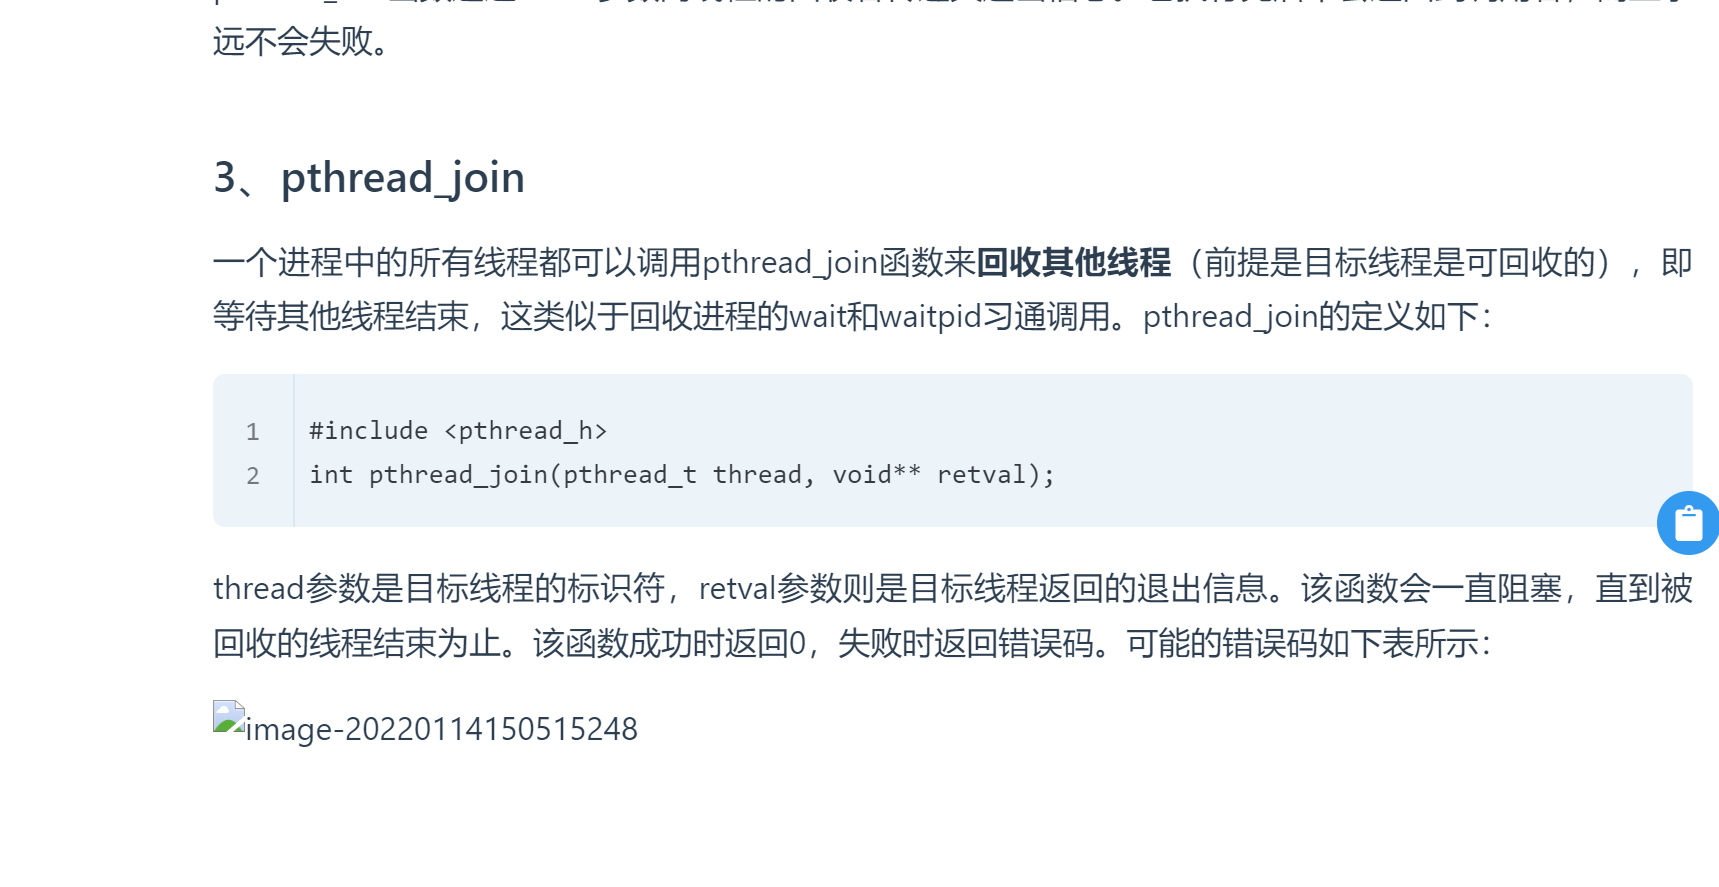 远不会失败。
3、pthread_join
一个进程中的所有线程都可以调用pthread_join函数来回收其他线程（前提是目标线程是可回收的），即
等待其他线程结束，这类似于回收进程的wait和waitpid习通调用。pthread_join的定义如下：
1 #include <pthread_h>
2 int pthread_join(pthread_t thread, void** retval);
thread参数是目标线程的标识符，retval参数则是目标线程返回的退出信息。该函数会一直阻塞，直到被
回收的线程结束为止。该函数成功时返回0，失败时返回错误码。可能的错误码如下表所示：
image-20220114150515248